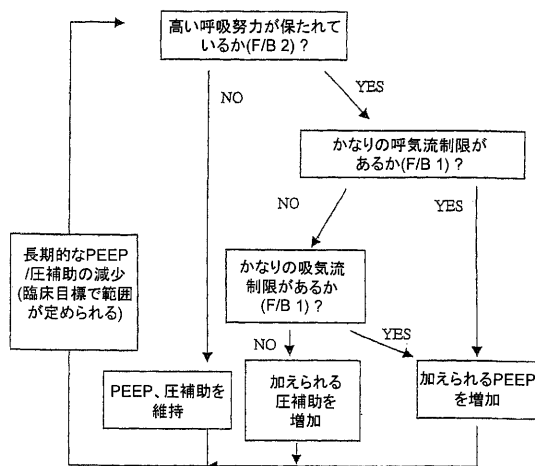 高い呼吸努力が保たれて
いるか(F/B 2)？
NO
YES
かなりの呼気流制限が
あるか(F/B 1)？
NO
YES
長期的なPEEP
/圧補助の減少
(臨床目標で範囲
が定められる)
かなりの吸気流
制限があるか
(F/B 1)？
NO
YES
PEEP、圧補助を
維持
加えられる
圧補助を
増加
加えられるPEEP
を増加